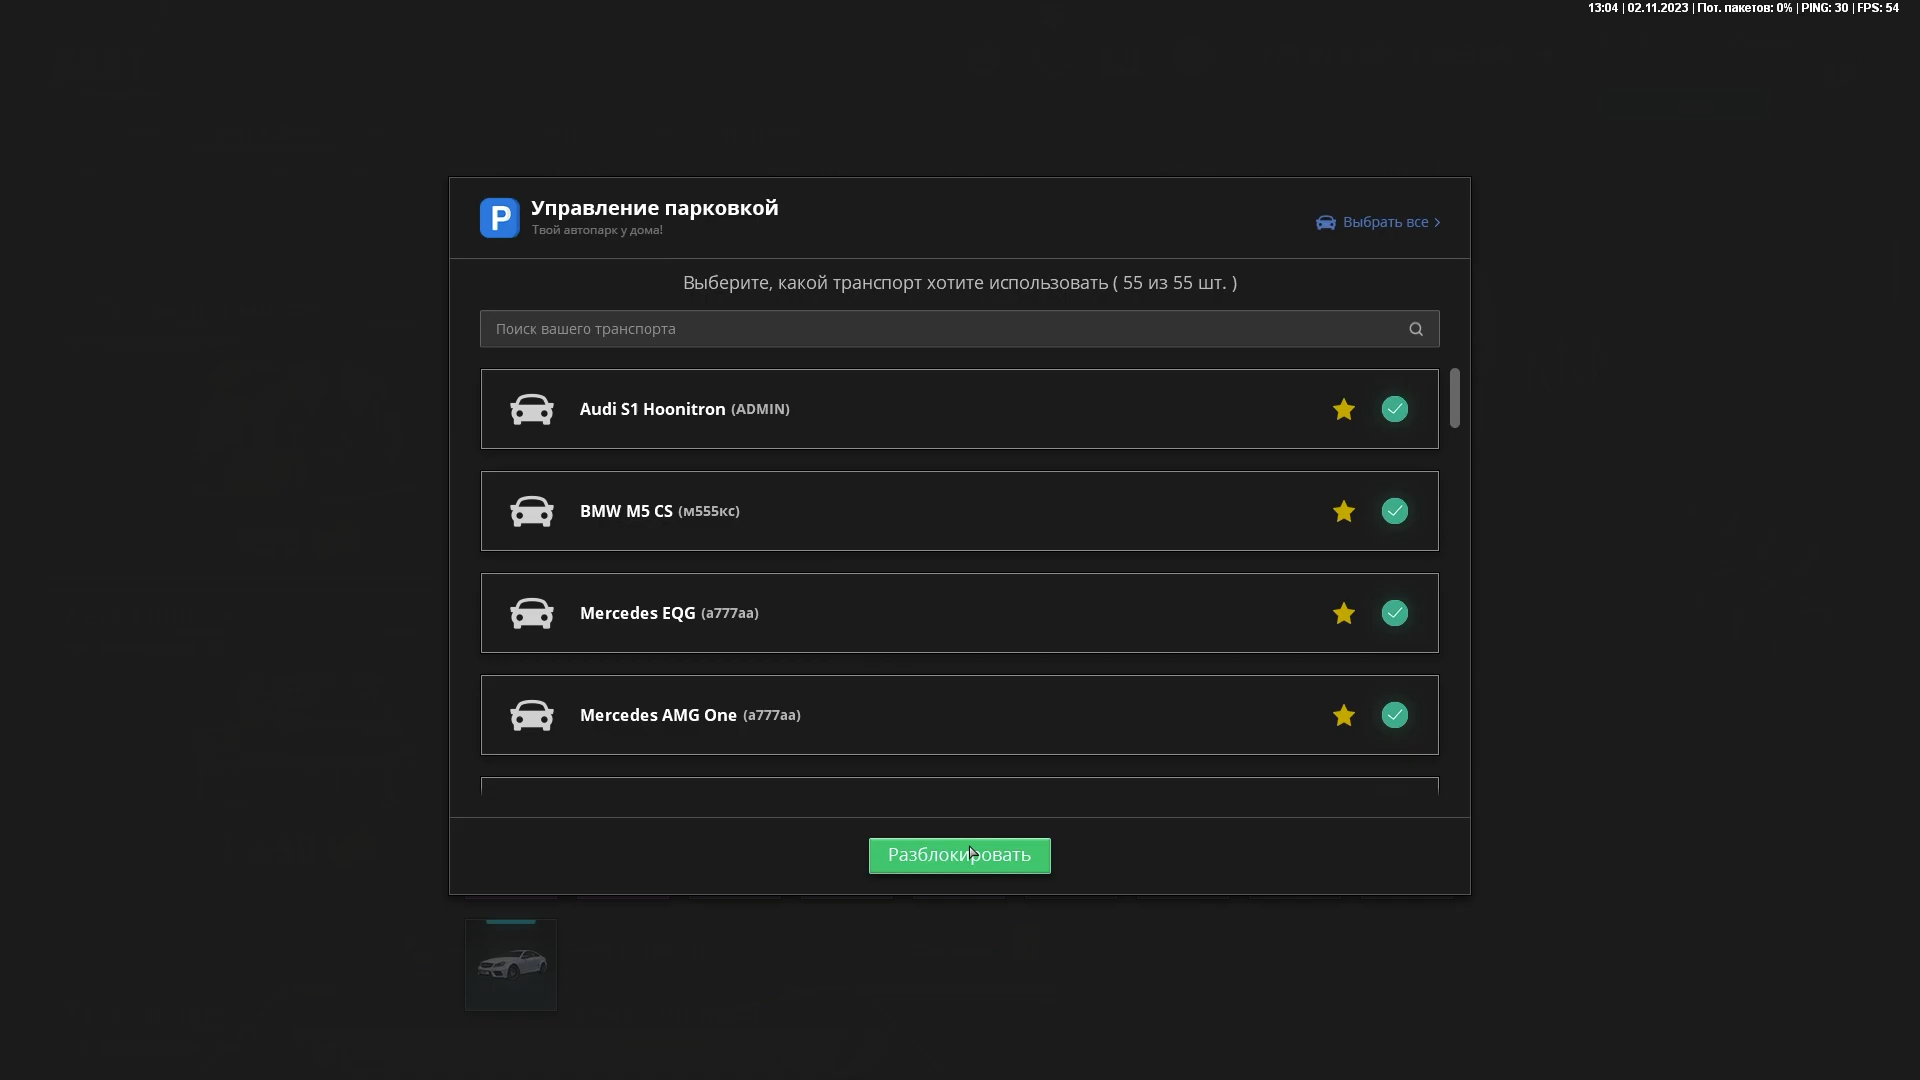 13:04 | 02.11.2023 | Пот. пакетов: 0% | PING: 30 | FPS: 54
P
Управление парковкой
Твой автопарк у дома!
Выбрать все
Выберите, какой транспорт хотите использовать ( 55 из 55 шт. )
Поиск вашего транспорта
Audi S1 Hoonitron (ADMIN)
BMW M5 CS (м555кс)
Mercedes EQG (а777аа)
Mercedes AMG One (а777аа)
Разблокировать